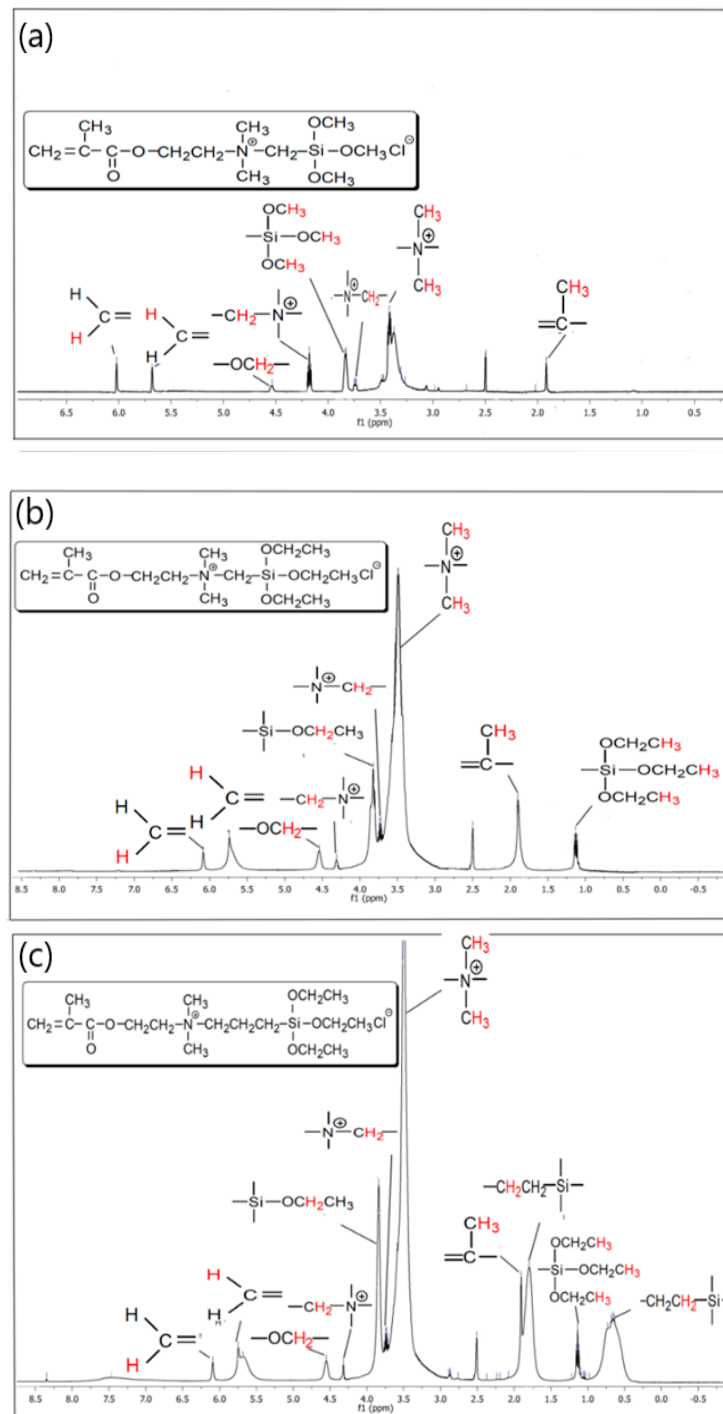 (a)
CH₃
CH₂=C–C–O–CH₂CH₂–N⊕–CH₂–Si–OCH₃Cl⊖
O
CH₃
CH₃
OCH₃
OCH₃
OCH₃
–Si–OCH₃
OCH₃
–N⊕–CH₂–
CH₃
–N⊕–
CH₃
CH₃
=C–
H
H C=
H
H C=
–CH₂–N⊕–
–OCH₂–
6.5 6.0 5.5 5.0 4.5 4.0 3.5 3.0 2.5 2.0 1.5 1.0 0.5
f1 (ppm)
(b)
CH₃
CH₂=C–C–O–CH₂CH₂–N⊕–CH₂–Si–OCH₂CH₃Cl⊖
O
CH₃
CH₃
OCH₂CH₃
OCH₂CH₃
CH₃
–N⊕–
CH₃
–N⊕–CH₂–
–Si–OCH₂CH₃
H
H C=
H
H C=
–CH₂–N⊕–
–OCH₂–
CH₃
=C–
OCH₂CH₃
–Si–OCH₂CH₃
OCH₂CH₃
8.5 8.0 7.5 7.0 6.5 6.0 5.5 5.0 4.5 4.0 3.5 3.0 2.5 2.0 1.5 1.0 0.5 0.0 -0.5
f1 (ppm)
(c)
CH₃
CH₂=C–C–O–CH₂CH₂–N⊕–CH₂CH₂CH₂–Si–OCH₂CH₃Cl⊖
O
CH₃
CH₃
OCH₂CH₃
OCH₂CH₃
CH₃
–N⊕–
CH₃
–N⊕–CH₂–
–Si–OCH₂CH₃
H
H C=
H
H C=
–CH₂–N⊕–
–OCH₂–
CH₃
=C–
–CH₂CH₂–Si–
OCH₂CH₃
–Si–OCH₂CH₃
OCH₂CH₃
–CH₂CH₂–Si–
8.5 8.0 7.5 7.0 6.5 6.0 5.5 5.0 4.5 4.0 3.5 3.0 2.5 2.0 1.5 1.0 0.5 0.0 -0.5
f1 (ppm)